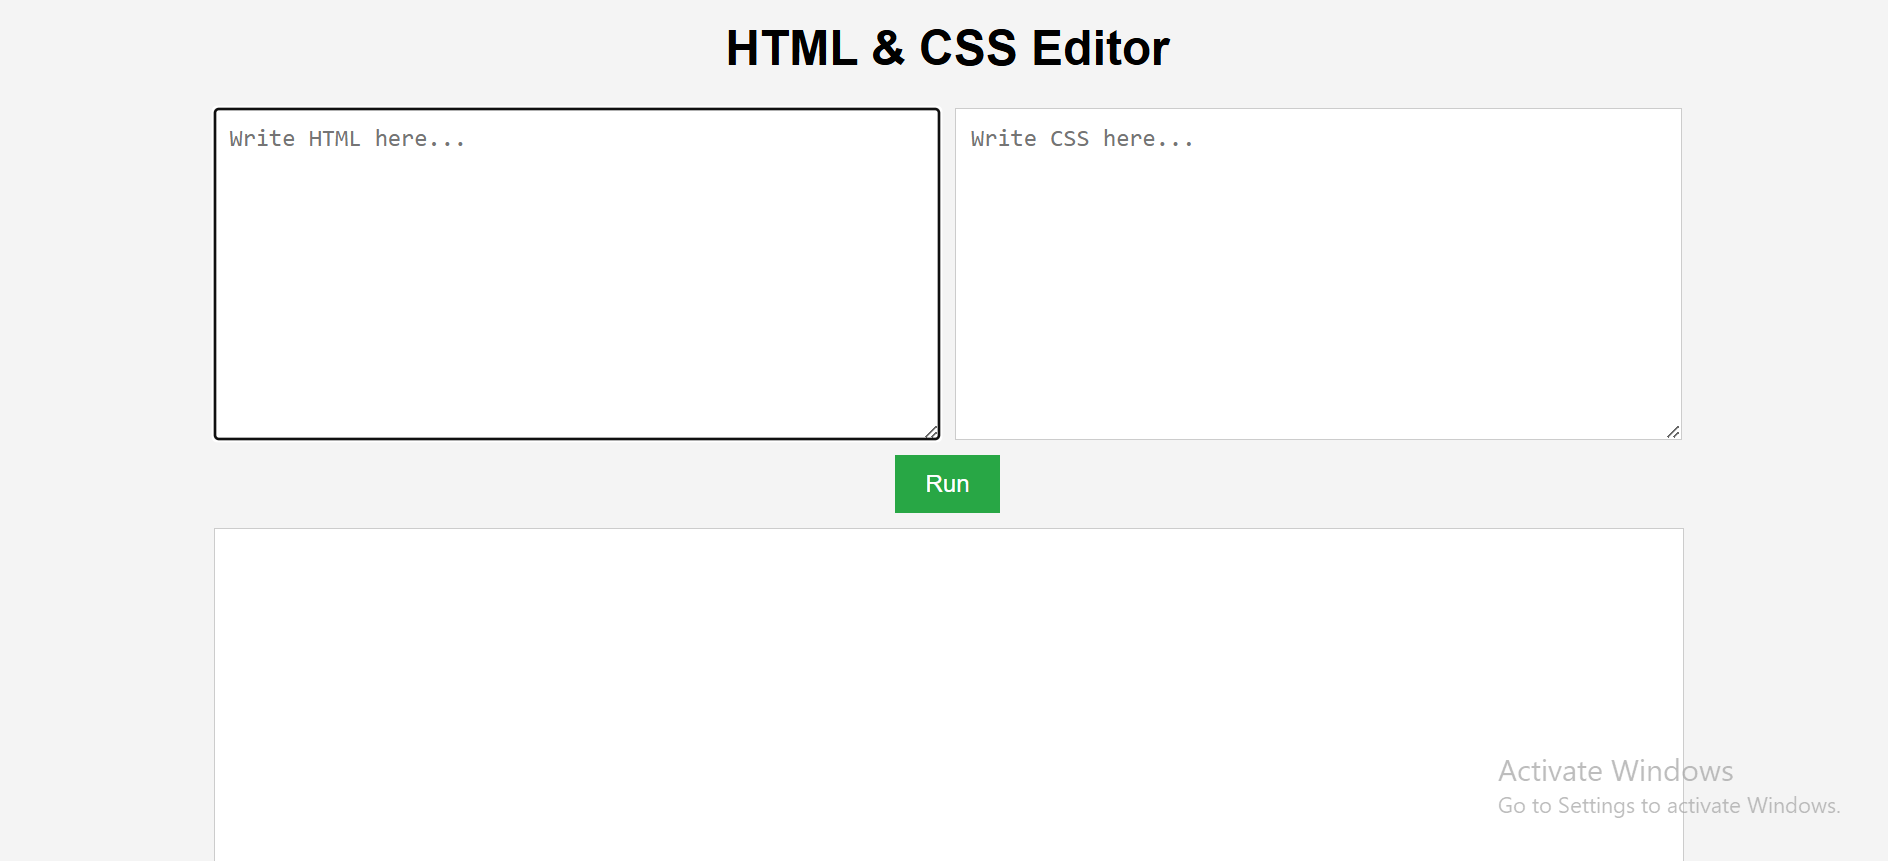 HTML & CSS Editor
Write HTML here...
Write CSS here...
Run
Activate Windows
Go to Settings to activate Windows.